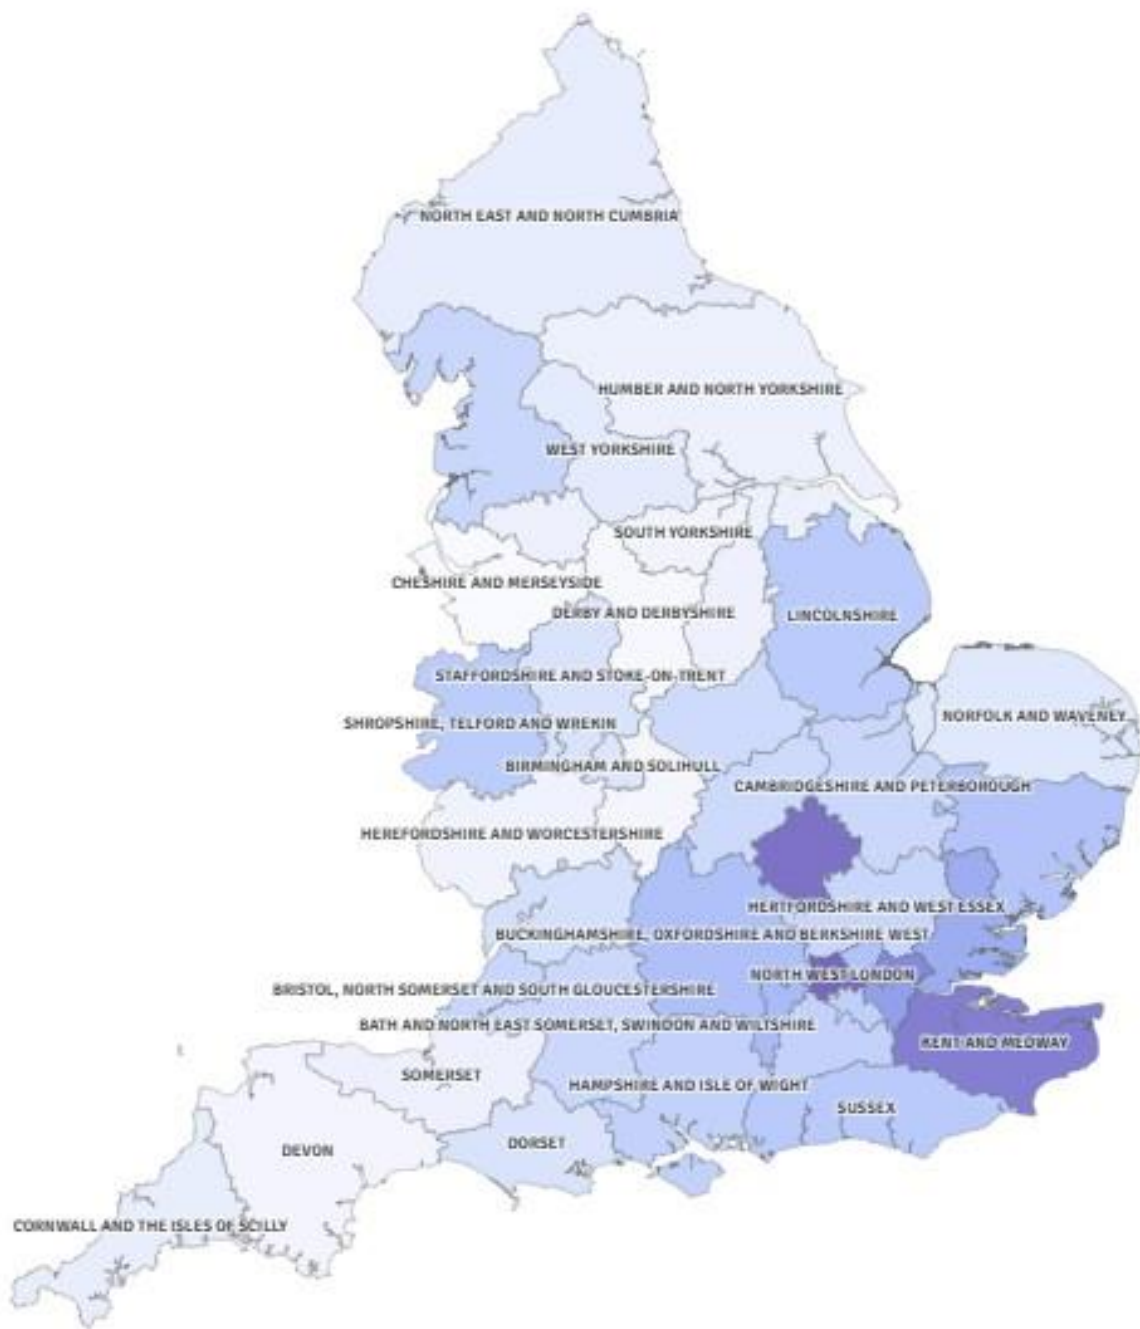 NORTH EAST AND NORTH CUMBRIA
HUMBER AND NORTH YORKSHIRE
WEST YORKSHIRE
SOUTH YORKSHIRE
CHESHIRE AND MERSEYSIDE
DERBY AND DERBYSHIRE
LINCOLNSHIRE
STAFFORDSHIRE AND STOKE-ON-TRENT
NORFOLK AND WAVENEY
SHROPSHIRE, TELFORD AND WREKIN
BIRMINGHAM AND SOLIHULL
CAMBRIDGESHIRE AND PETERBOROUGH
HEREFORDSHIRE AND WORCESTERSHIRE
HERTFORDSHIRE AND WEST ESSEX
BUCKINGHAMSHIRE, OXFORDSHIRE AND BERKSHIRE WEST
NORTH WEST LONDON
BRISTOL, NORTH SOMERSET AND SOUTH GLOUCESTERSHIRE
BATH AND NORTH EAST SOMERSET, SWINDON AND WILTSHIRE
KENT AND MEDWAY
SOMERSET
HAMPSHIRE AND ISLE OF WIGHT
SUSSEX
DORSET
DEVON
CORNWALL AND THE ISLES OF SCILLY